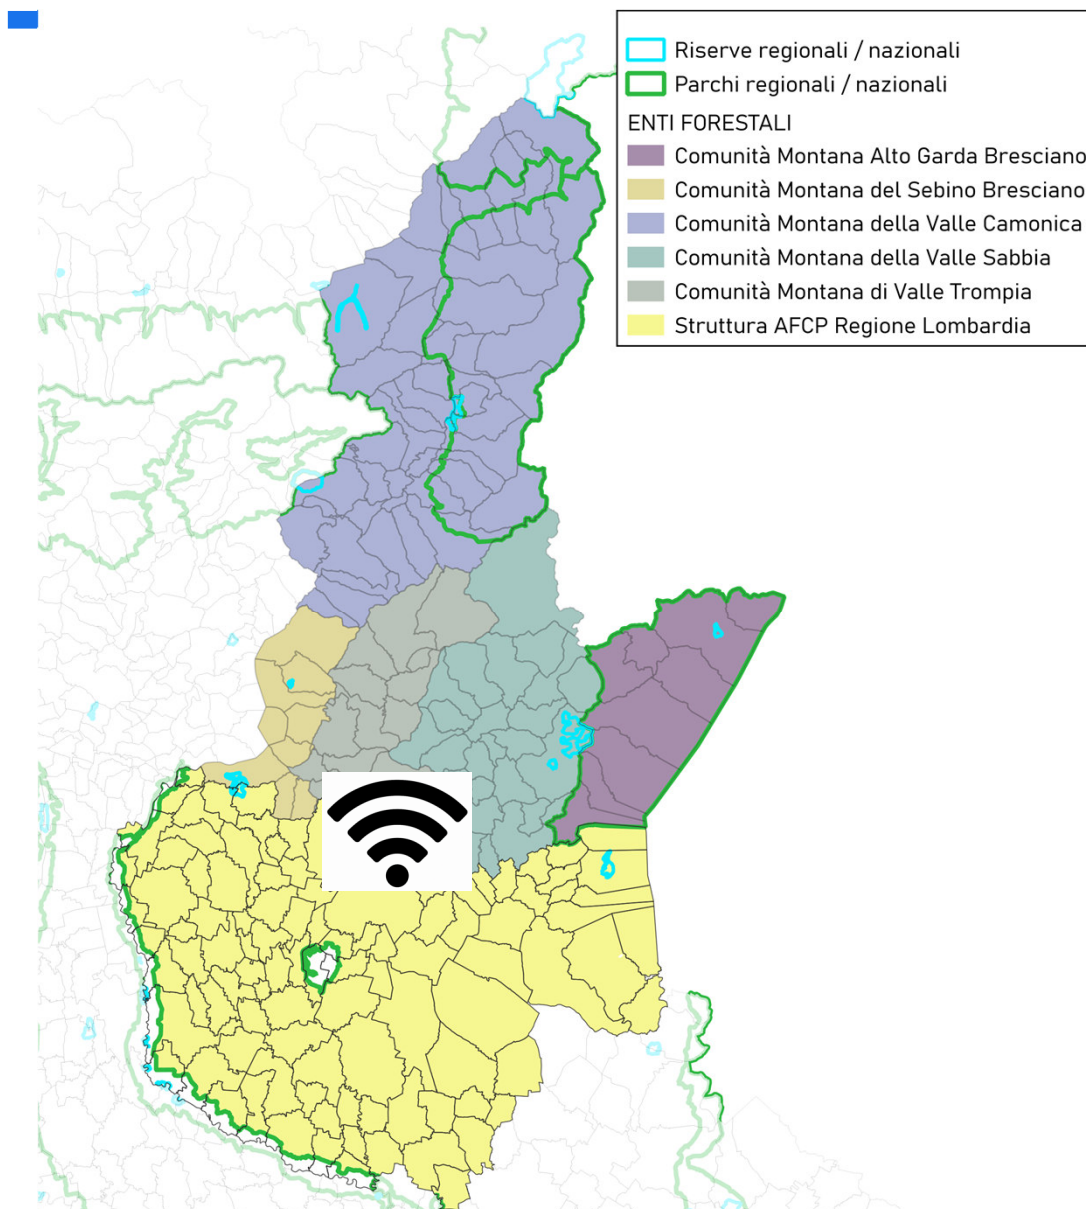 Riserve regionali / nazionali
Parchi regionali / nazionali
ENTI FORESTALI
Comunità Montana Alto Garda Bresciano
Comunità Montana del Sebino Bresciano
Comunità Montana della Valle Camonica
Comunità Montana della Valle Sabbia
Comunità Montana di Valle Trompia
Struttura AFCP Regione Lombardia